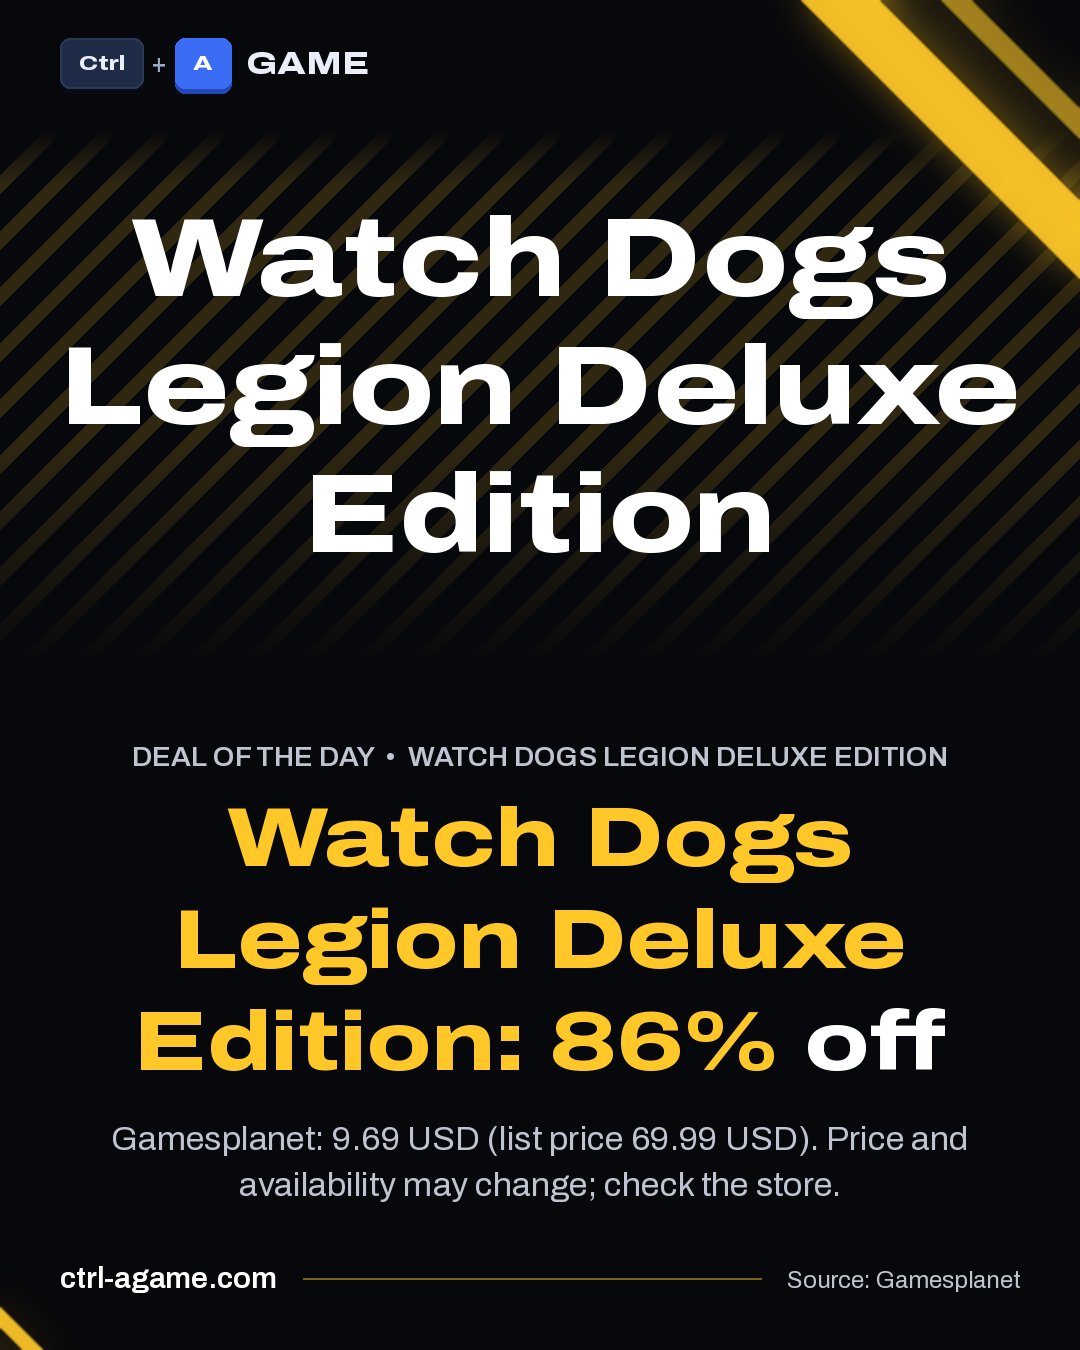 Ctrl + A GAME
Watch Dogs
Legion Deluxe
Edition
DEAL OF THE DAY • WATCH DOGS LEGION DELUXE EDITION
Watch Dogs
Legion Deluxe
Edition: 86% off
Gamesplanet: 9.69 USD (list price 69.99 USD). Price and
availability may change; check the store.
ctrl-agame.com
Source: Gamesplanet